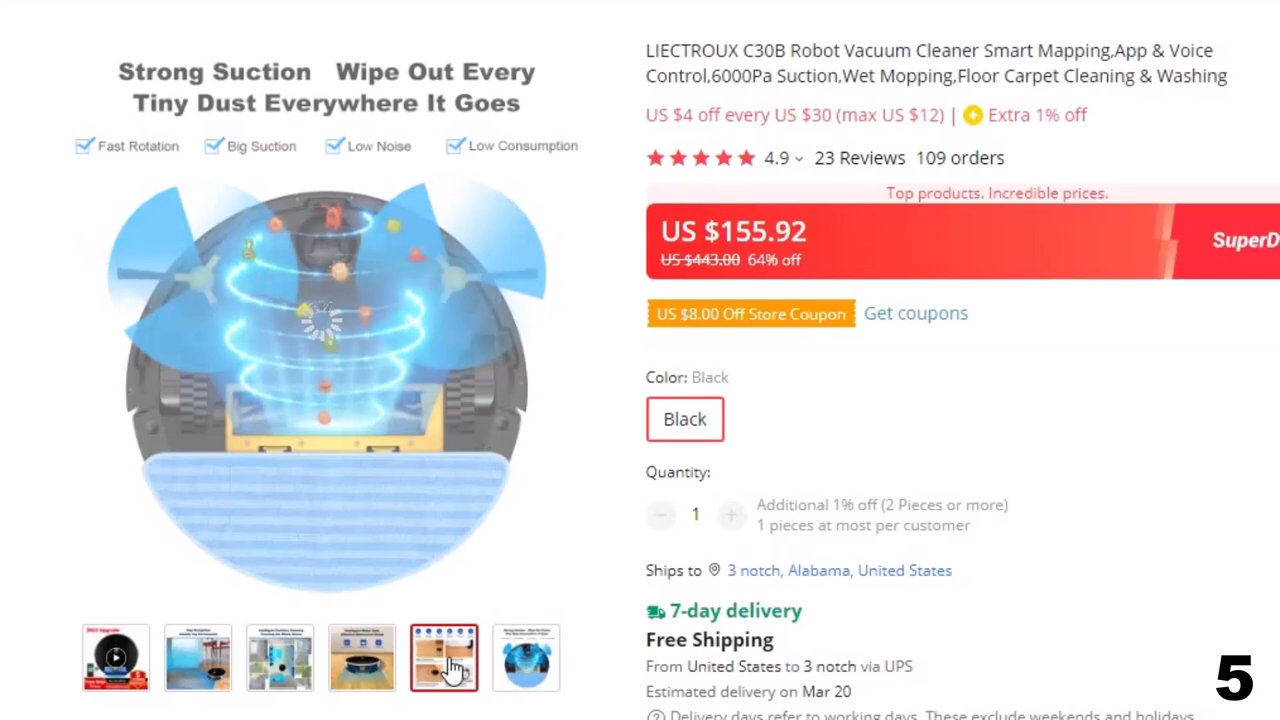 Strong Suction Wipe Out Every
Tiny Dust Everywhere It Goes
Fast Rotation
Big Suction
Low Noise
Low Consumption
LIECTROUX C30B Robot Vacuum Cleaner Smart Mapping,App & Voice
Control,6000Pa Suction,Wet Mopping,Floor Carpet Cleaning & Washing
US $4 off every US $30 (max US $12) | Extra 1% off
4.9 23 Reviews 109 orders
Top products. Incredible prices.
US $155.92
SuperD
US $443.00 64% off
US $8.00 Off Store Coupon Get coupons
Color: Black
Black
Quantity:
1
Additional 1% off (2 Pieces or more)
1 pieces at most per customer
Ships to 3 notch, Alabama, United States
7-day delivery
Free Shipping
From United States to 3 notch via UPS
Estimated delivery on Mar 20
Delivery days refer to working days. These exclude weekends and holidays
5